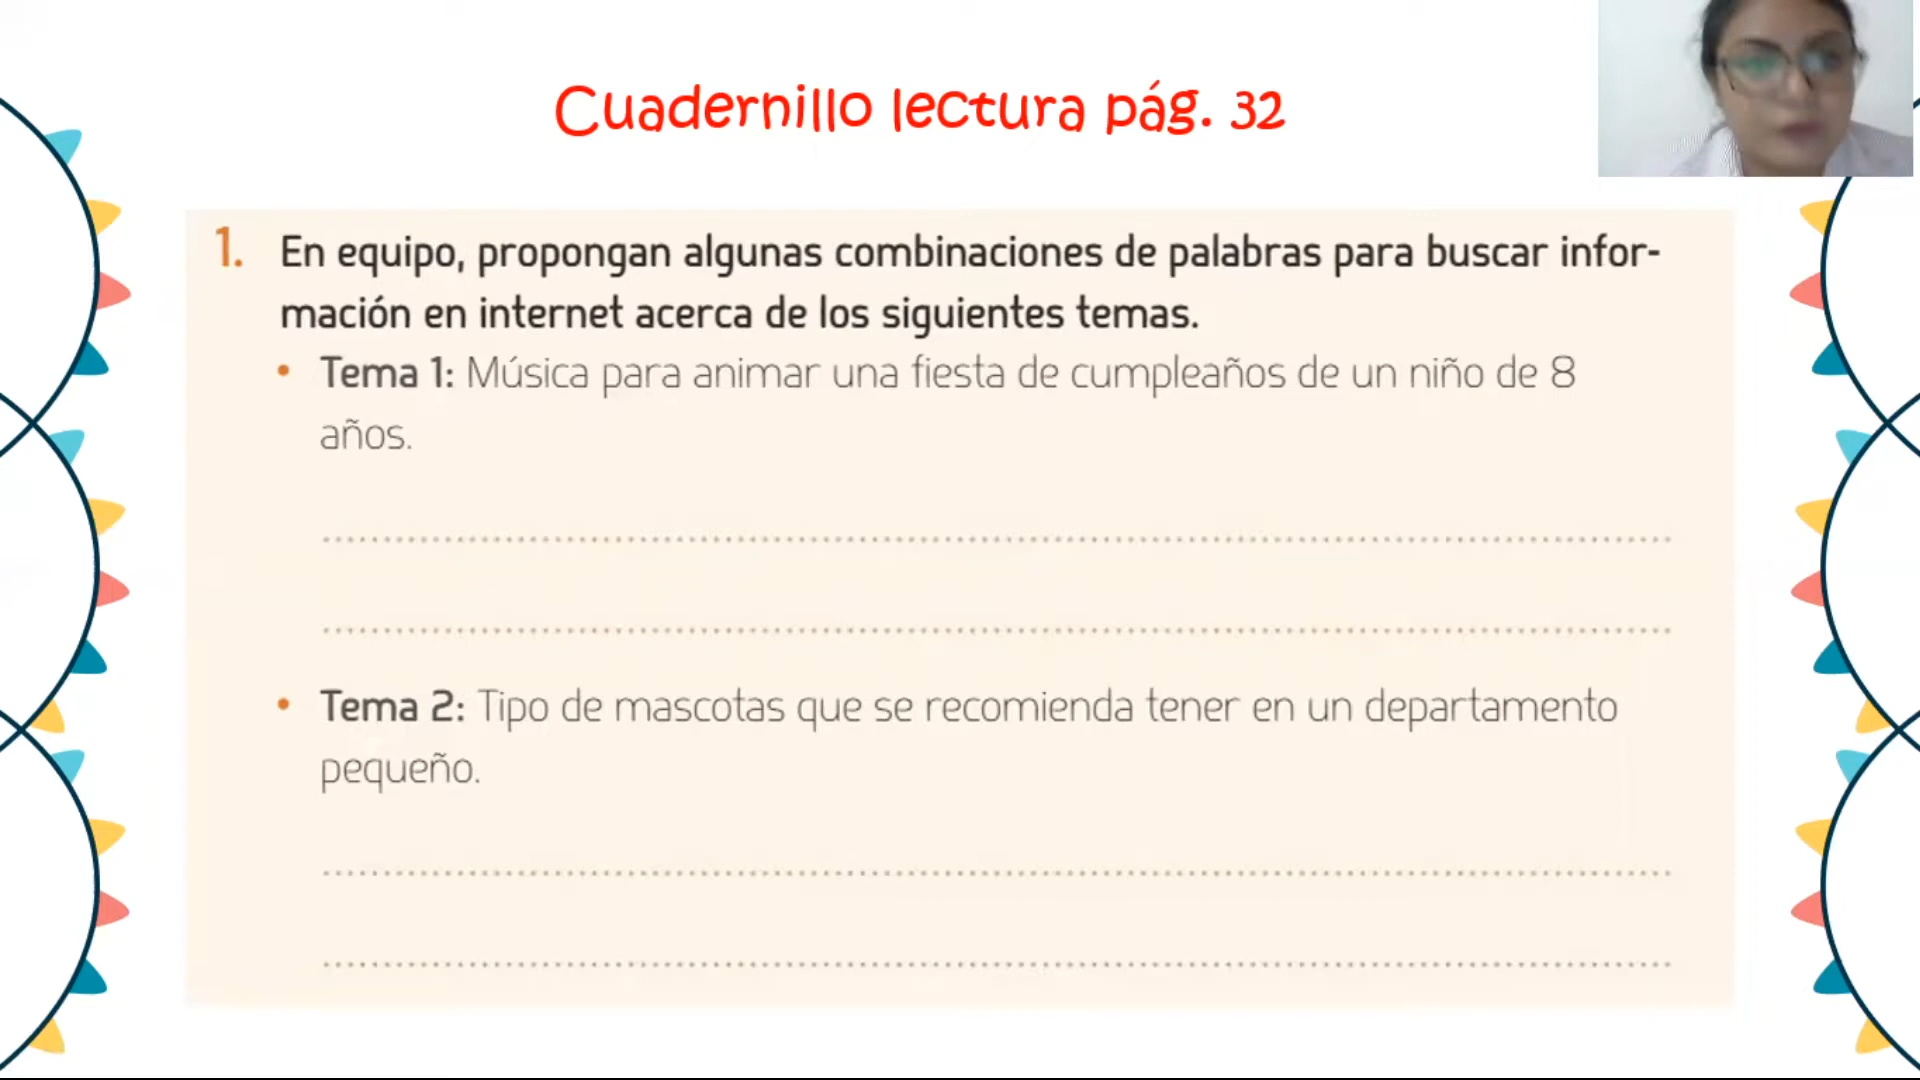 Cuadernillo lectura pág. 32
1. En equipo, propongan algunas combinaciones de palabras para buscar infor-
mación en internet acerca de los siguientes temas.
• Tema 1: Música para animar una fiesta de cumpleaños de un niño de 8
años.
• Tema 2: Tipo de mascotas que se recomienda tener en un departamento
pequeño.